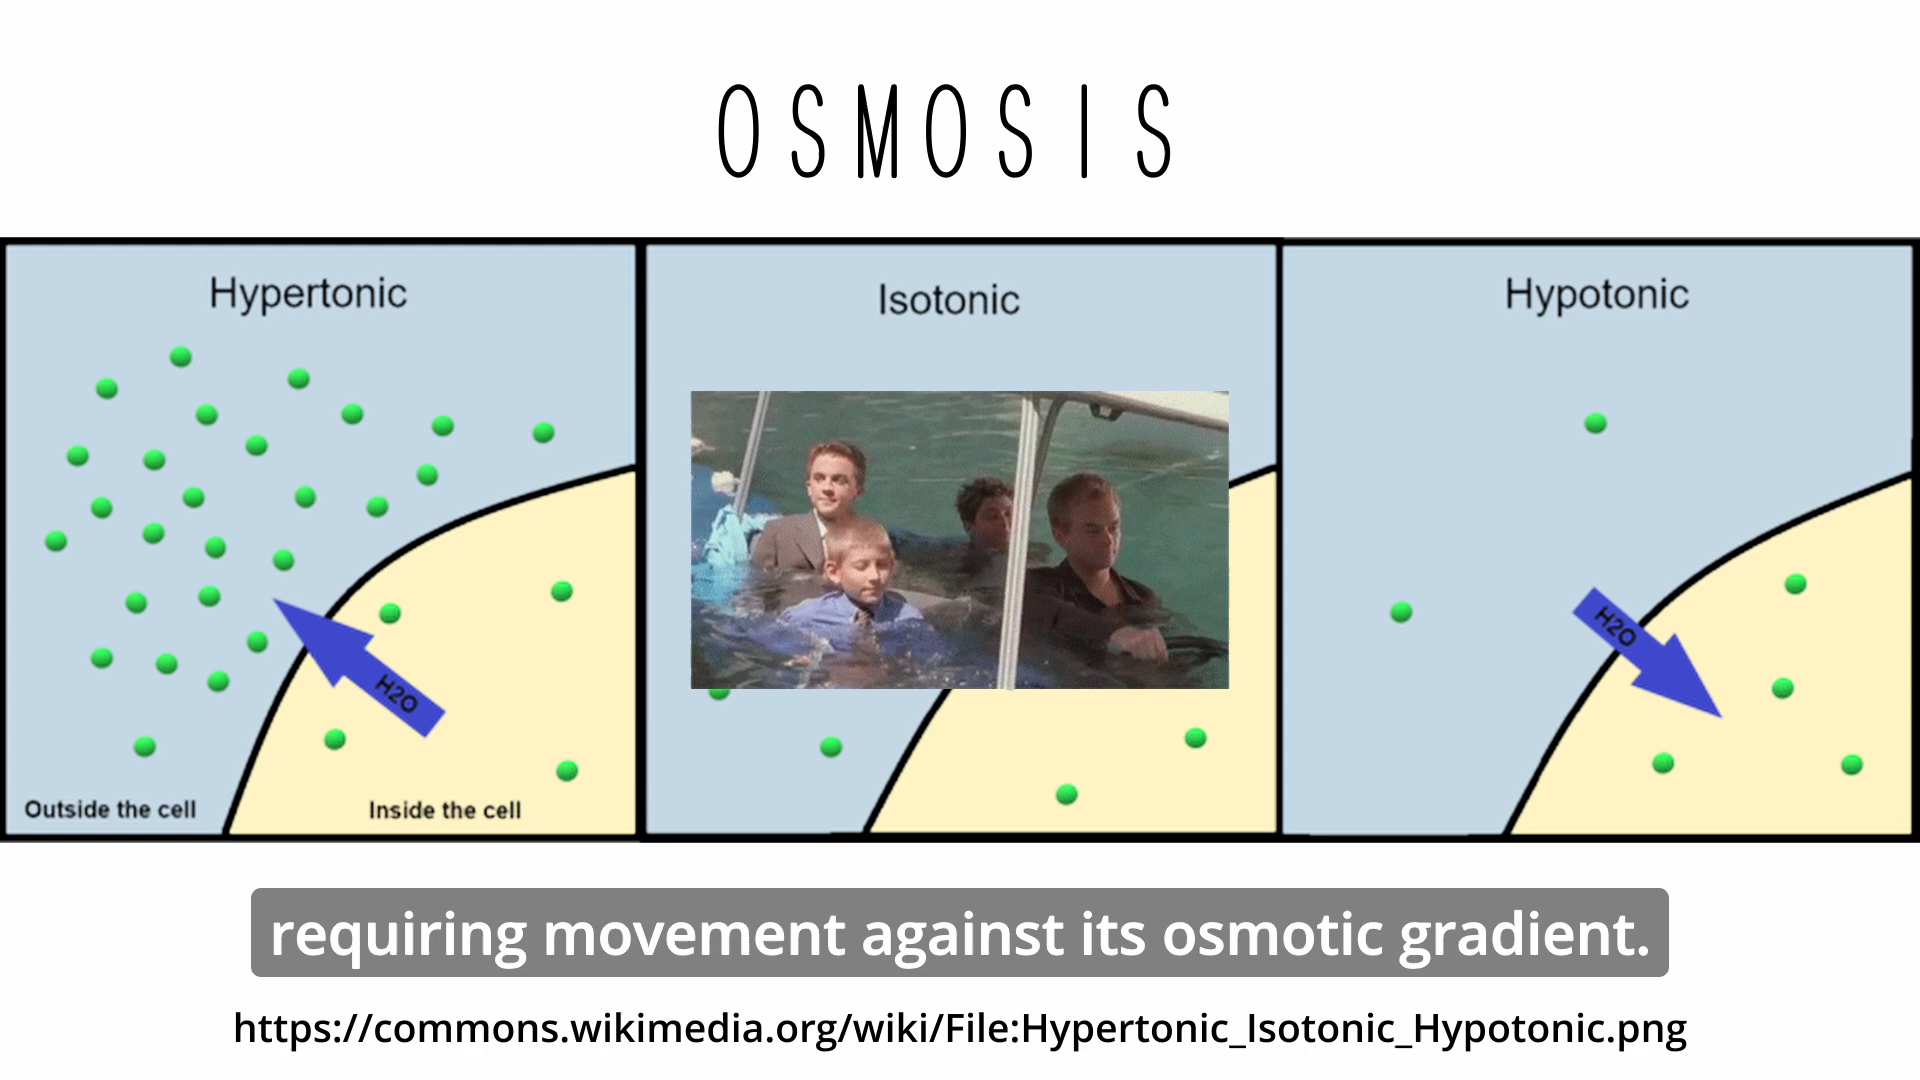 OSMOSIS
Hypertonic
Isotonic
Hypotonic
H2O
H2O
Outside the cell
Inside the cell
requiring movement against its osmotic gradient.
https://commons.wikimedia.org/wiki/File:Hypertonic_Isotonic_Hypotonic.png